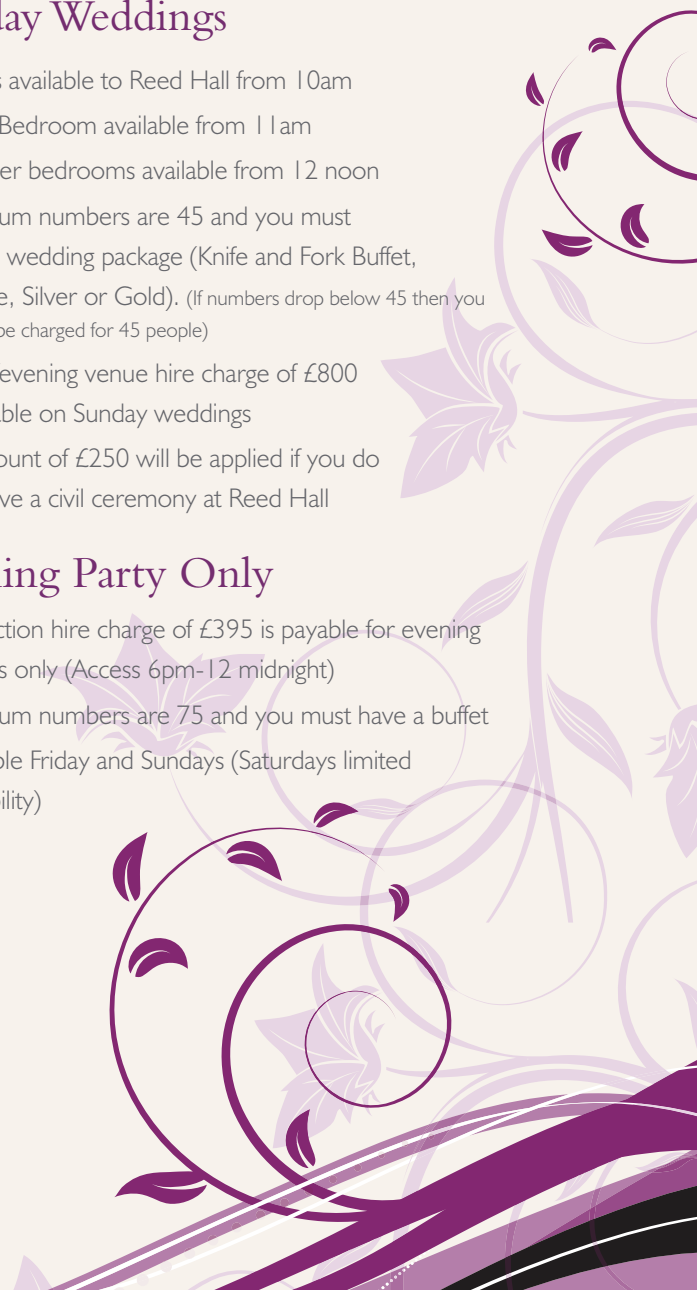 day Weddings
s available to Reed Hall from 10am
Bedroom available from 11am
er bedrooms available from 12 noon
um numbers are 45 and you must
wedding package (Knife and Fork Buffet,
e, Silver or Gold). (If numbers drop below 45 then you
be charged for 45 people)
evening venue hire charge of £800
able on Sunday weddings
ount of £250 will be applied if you do
ve a civil ceremony at Reed Hall
ing Party Only
ction hire charge of £395 is payable for evening
s only (Access 6pm-12 midnight)
um numbers are 75 and you must have a buffet
ble Friday and Sundays (Saturdays limited
bility)